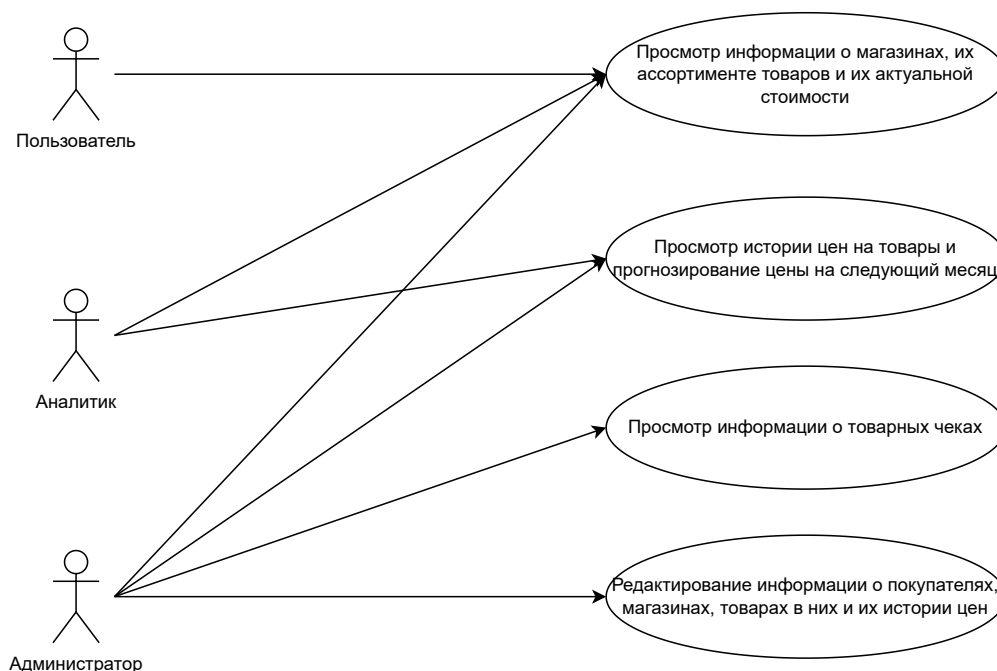 Просмотр информации о магазинах, их
ассортименте товаров и их актуальной
стоимости
Пользователь
Просмотр истории цен на товары и
прогнозирование цены на следующий месяц
Аналитик
Просмотр информации о товарных чеках
Редактирование информации о покупателях,
магазинах, товарах в них и их истории цен
Администратор